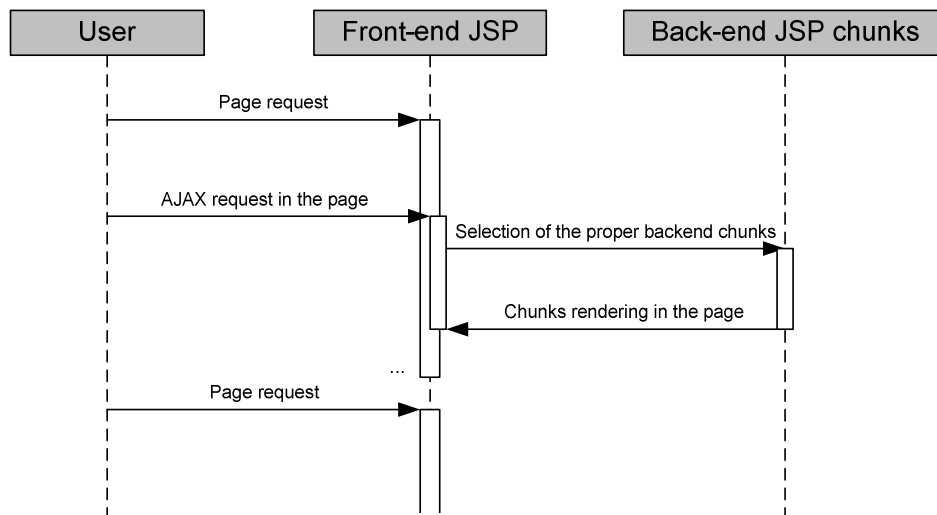 User
Front-end JSP
Back-end JSP chunks
Page request
AJAX request in the page
Selection of the proper backend chunks
Chunks rendering in the page
...
Page request